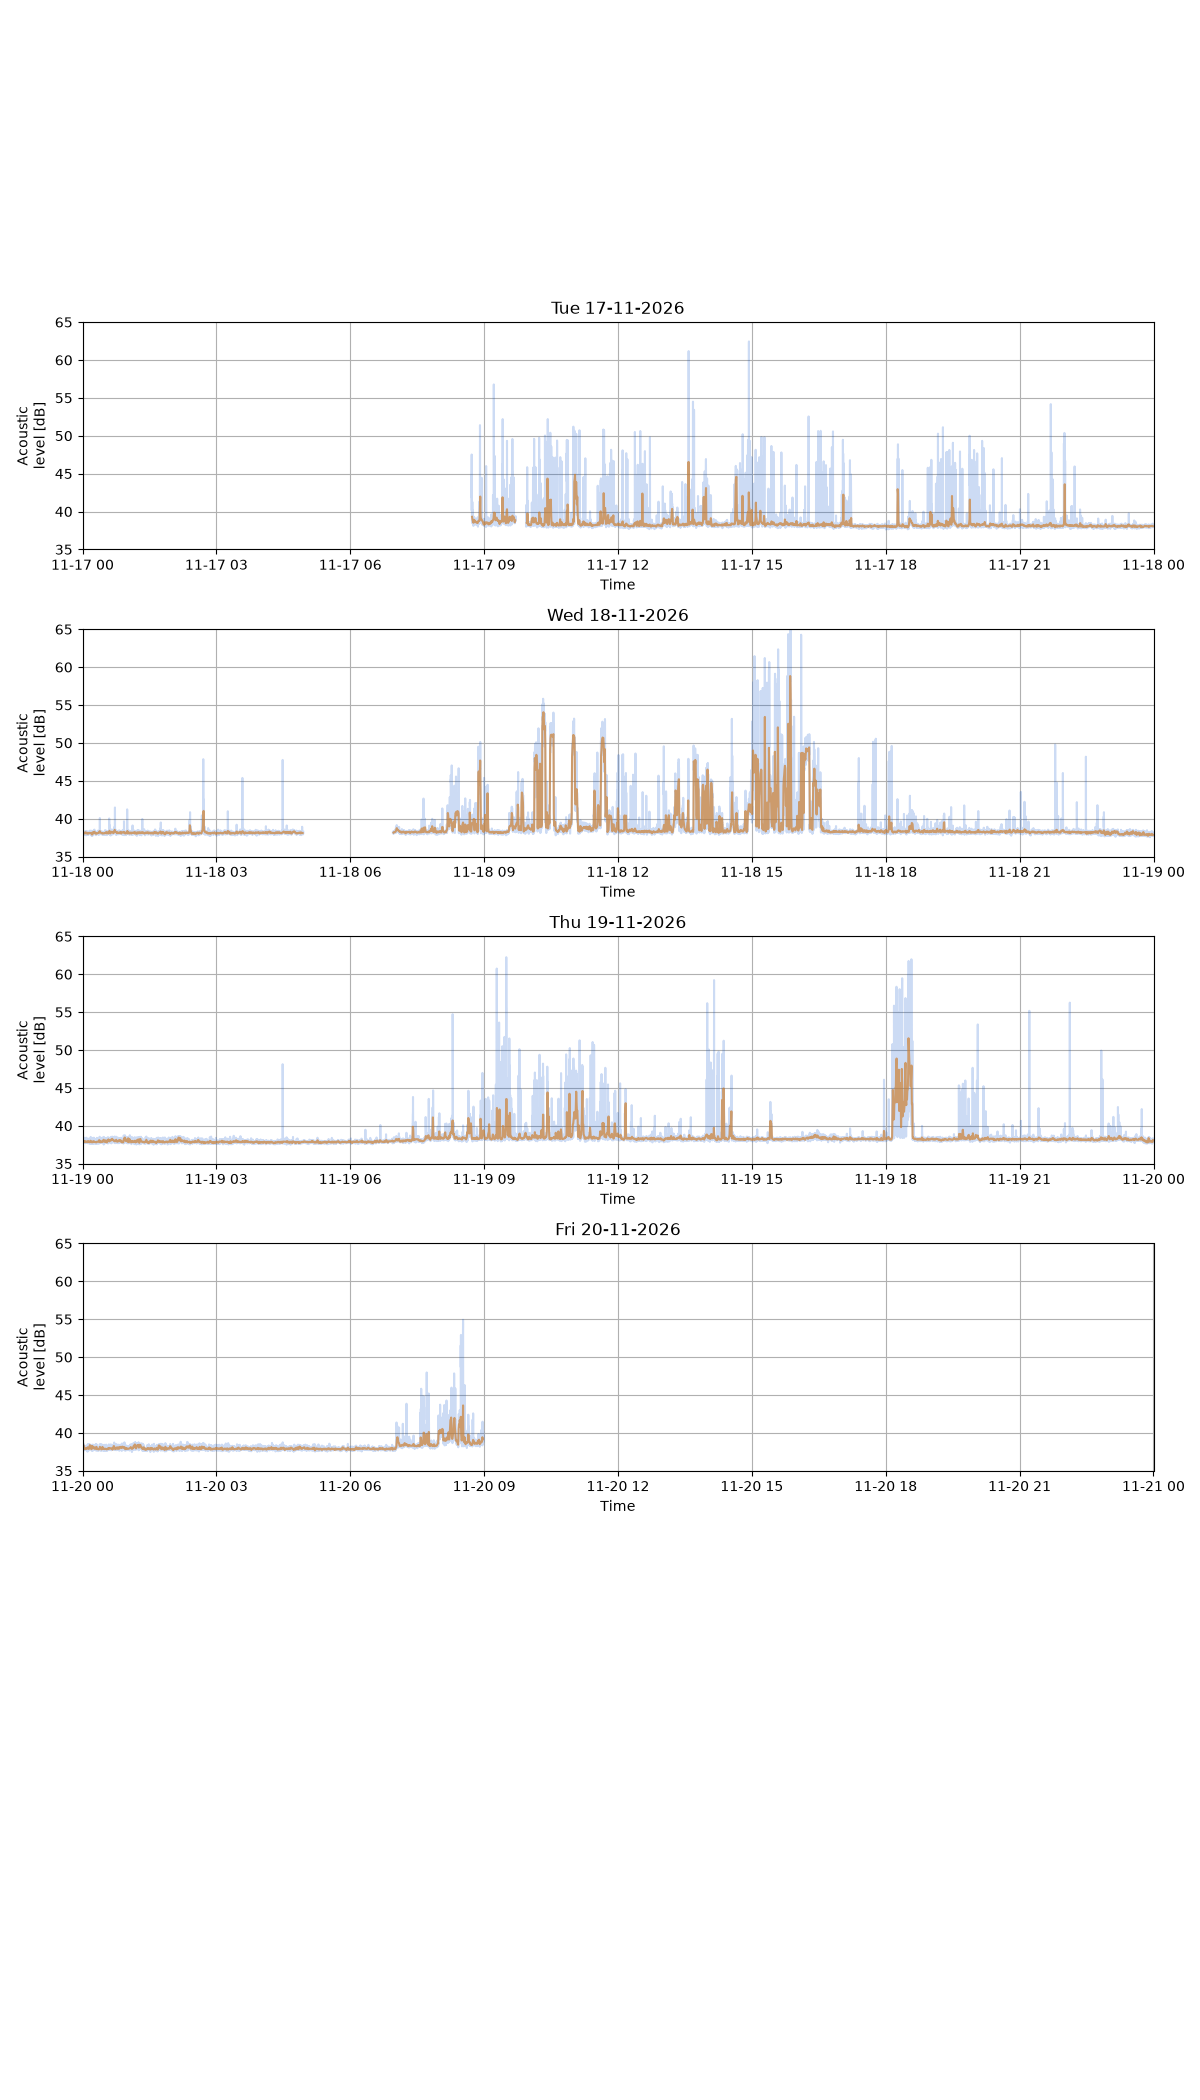 Tue 17-11-2026
65
60
55
50
45
40
35
Acoustic
level [dB]
11-17 00 11-17 03 11-17 06 11-17 09 11-17 12 11-17 15 11-17 18 11-17 21 11-18 00
Time
Wed 18-11-2026
65
60
55
50
45
40
35
Acoustic
level [dB]
11-18 00 11-18 03 11-18 06 11-18 09 11-18 12 11-18 15 11-18 18 11-18 21 11-19 00
Time
Thu 19-11-2026
65
60
55
50
45
40
35
Acoustic
level [dB]
11-19 00 11-19 03 11-19 06 11-19 09 11-19 12 11-19 15 11-19 18 11-19 21 11-20 00
Time
Fri 20-11-2026
65
60
55
50
45
40
35
Acoustic
level [dB]
11-20 00 11-20 03 11-20 06 11-20 09 11-20 12 11-20 15 11-20 18 11-20 21 11-21 00
Time